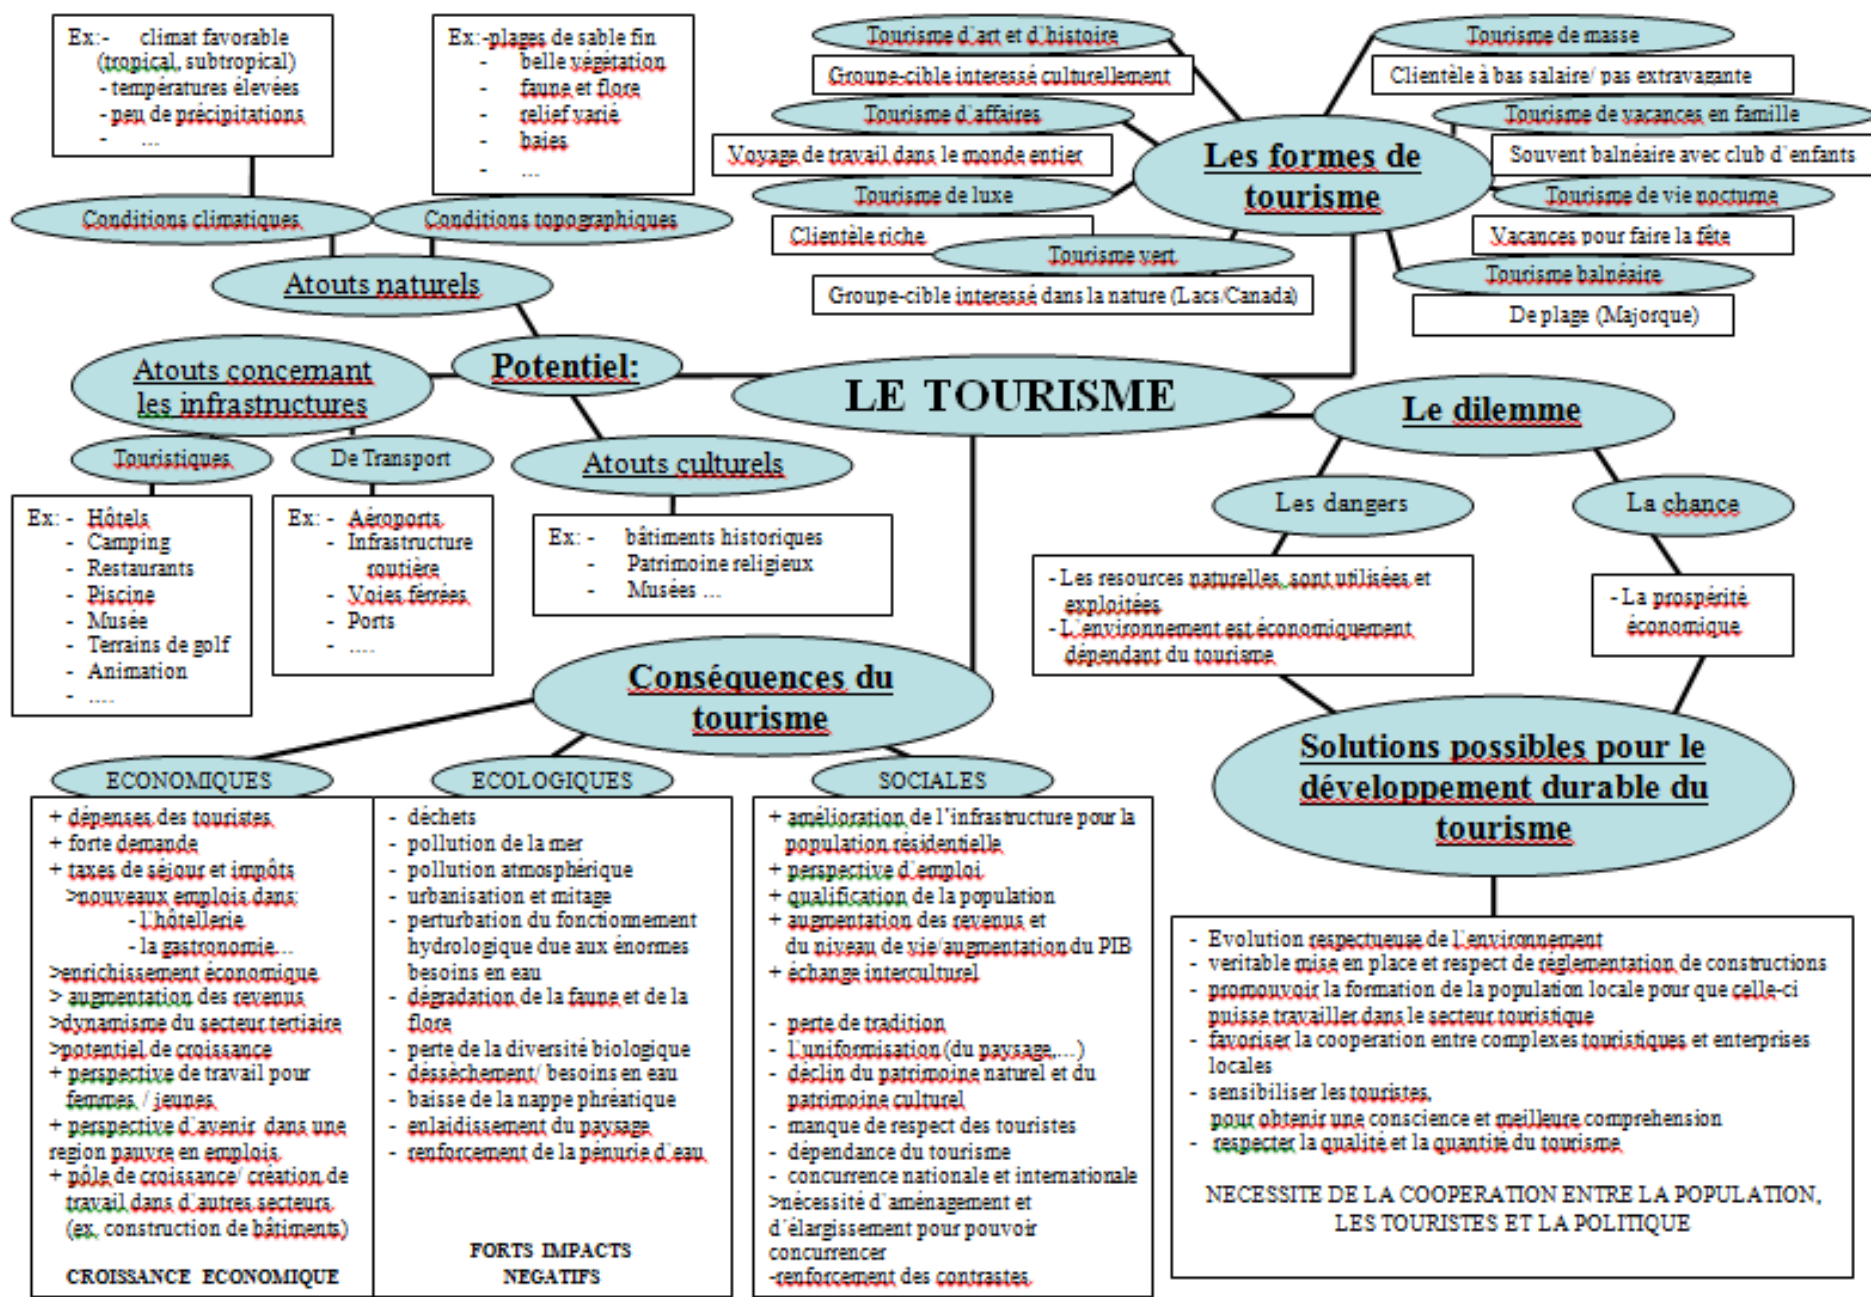 Ex:- climat favorable
(tropical, subtropical)
- températures élevées
- peu de précipitations
- ...
Conditions climatiques
Ex:-plages de sable fin
- belle végétation
- faune et flore
- relief varié
- baies
- ...
Conditions topographiques
Atouts naturels
Tourisme d'art et d'histoire
Groupe-cible interessé culturellement
Tourisme d'affaires
Voyage de travail dans le monde entier
Tourisme de luxe
Clientèle riche
Tourisme vert
Groupe-cible interessé dans la nature (Lacs/Canada)
Les formes de
tourisme
Tourisme de masse
Clientèle à bas salaire/ pas extravagante
Tourisme de vacances en famille
Souvent balnéaire avec club d'enfants
Tourisme de vie nocturne
Vacances pour faire la fête
Tourisme balnéaire
De plage (Majorque)
Potentiel:
LE TOURISME
Atouts concernant
les infrastructures
Touristiques
Ex: - Hôtels
- Camping
- Restaurants
- Piscine
- Musée
- Terrains de golf
- Animation
- ....
De Transport
Ex: - Aéroports
- Infrastructure
routière
- Voies férrées
- Ports
- ....
Atouts culturels
Ex: - bâtiments historiques
- Patrimoine religieux
- Musées ...
Le dilemme
Les dangers
- Les resources naturelles sont utilisées et
exploitées
- L'environnement est économiquement
dépendant du tourisme
La chance
- La prospérité
économique
Conséquences du
tourisme
ECONOMIQUES
+ dépenses des touristes
+ forte demande
+ taxes de séjour et impôts
>nouveaux emplois dans:
- l'hôtellerie
- la gastronomie...
>enrichissement économique
> augmentation des revenus
>dynamisme du secteur tertiaire
>potentiel de croissance
+ perspective de travail pour
femmes / jeunes
+ perspective d'avenir dans une
region pauvre en emplois
+ pôle de croissance/ création de
travail dans d'autres secteurs
(ex. construction de bâtiments)
CROISSANCE ECONOMIQUE
ECOLOGIQUES
- déchets
- pollution de la mer
- pollution atmosphérique
- urbanisation et mitage
- perturbation du fonctionnement
hydrologique due aux énormes
besoins en eau
- dégradation de la faune et de la
flore
- perte de la diversité biologique
- déssèchement/ besoins en eau
- baisse de la nappe phréatique
- enlaidissement du paysage
- renforcement de la pénurie d'eau
FORTS IMPACTS
NEGATIFS
SOCIALES
+ amélioration de l'infrastructure pour la
population résidentielle
+ perspective d'emploi
+ qualification de la population
+ augmentation des revenus et
du niveau de vie/augmentation du PIB
+ échange interculturel
- perte de tradition
- l'uniformisation (du paysage,...)
- déclin du patrimoine naturel et du
patrimoine culturel
- manque de respect des touristes
- dépendance du tourisme
- concurrence nationale et internationale
>nécessité d'aménagement et
d'élargissement pour pouvoir
concurrencer
-renforcement des contrastes
Solutions possibles pour le
développement durable du
tourisme
- Evolution respectueuse de l'environnement
- veritable mise en place et respect de réglementation de constructions
- promouvoir la formation de la population locale pour que celle-ci
puisse travailler dans le secteur touristique
- favoriser la cooperation entre complexes touristiques et enterprises
locales
- sensibiliser les touristes,
pour obtenir une conscience et meilleure comprehension
- respecter la qualité et la quantité du tourisme
NECESSITE DE LA COOPERATION ENTRE LA POPULATION,
LES TOURISTES ET LA POLITIQUE